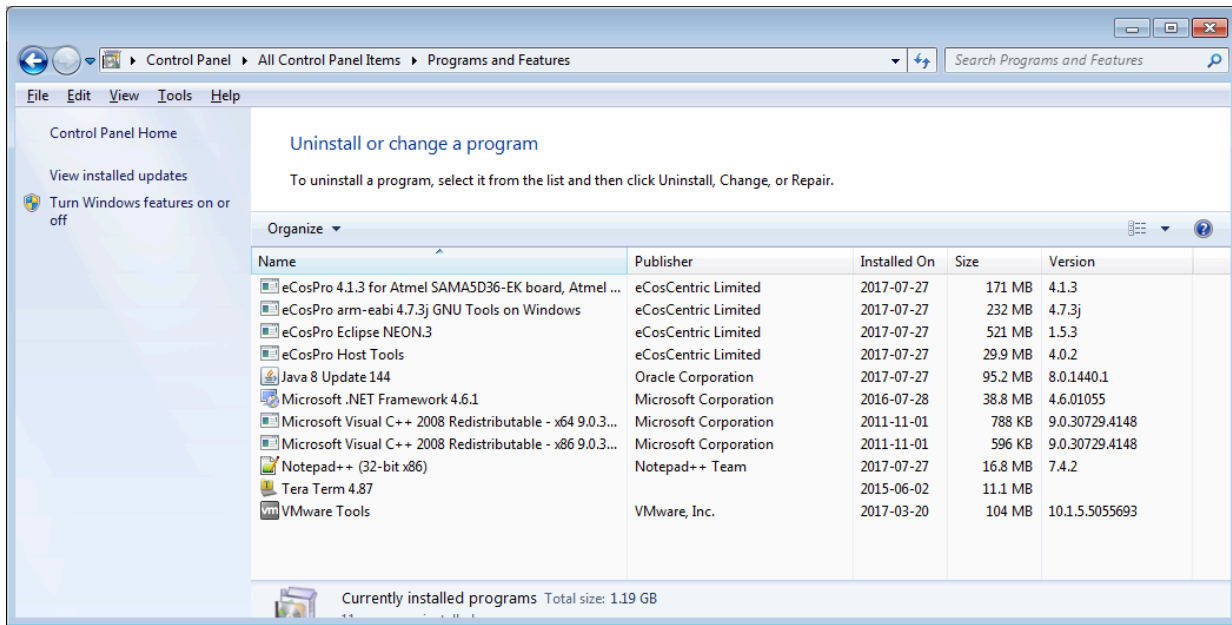 Control Panel All Control Panel Items Programs and Features Search Programs and Features
File Edit View Tools Help
Control Panel Home
View installed updates
Turn Windows features on or
off
Uninstall or change a program
To uninstall a program, select it from the list and then click Uninstall, Change, or Repair.
Organize
Name Publisher Installed On Size Version
eCosPro 4.1.3 for Atmel SAMA5D36-EK board, Atmel ... eCosCentric Limited 2017-07-27 171 MB 4.1.3
eCosPro arm-eabi 4.7.3j GNU Tools on Windows eCosCentric Limited 2017-07-27 232 MB 4.7.3j
eCosPro Eclipse NEON.3 eCosCentric Limited 2017-07-27 521 MB 1.5.3
eCosPro Host Tools eCosCentric Limited 2017-07-27 29.9 MB 4.0.2
Java 8 Update 144 Oracle Corporation 2017-07-27 95.2 MB 8.0.1440.1
Microsoft .NET Framework 4.6.1 Microsoft Corporation 2016-07-28 38.8 MB 4.6.01055
Microsoft Visual C++ 2008 Redistributable - x64 9.0.3... Microsoft Corporation 2011-11-01 788 KB 9.0.30729.4148
Microsoft Visual C++ 2008 Redistributable - x86 9.0.3... Microsoft Corporation 2011-11-01 596 KB 9.0.30729.4148
Notepad++ (32-bit x86) Notepad++ Team 2017-07-27 16.8 MB 7.4.2
Tera Term 4.87 2015-06-02 11.1 MB
vm VMware Tools VMware, Inc. 2017-03-20 104 MB 10.1.5.5055693
Currently installed programs Total size: 1.19 GB